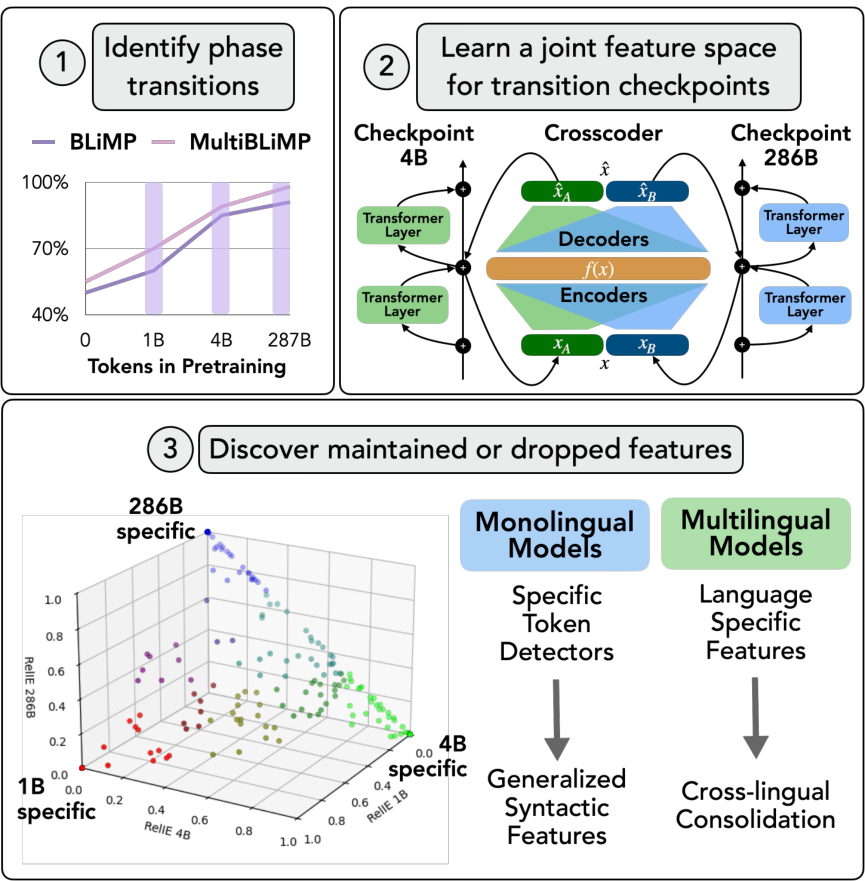 1
Identify phase
transitions
BLiMP
MultiBLiMP
100%
70%
40%
0
1B
4B
287B
Tokens in Pretraining
2
Learn a joint feature space
for transition checkpoints
Checkpoint
4B
Crosscoder
Checkpoint
286B
x̂
x̂_A
x̂_B
Transformer
Layer
Transformer
Layer
Decoders
f(x)
Transformer
Layer
Encoders
Transformer
Layer
x_A
x_B
x
+
+
+
+
+
+
3
Discover maintained or dropped features
286B
specific
1.0
0.8
0.6
0.4
0.2
0.0
RelIE 286B
1B
specific
0.0
0.2
0.4
0.6
0.8
1.0
RelIE 4B
4B
specific
0.0
0.2
0.4
0.6
0.8
1.0
RelIE 1B
Monolingual
Models
Specific
Token
Detectors
Generalized
Syntactic
Features
Multilingual
Models
Language
Specific
Features
Cross-lingual
Consolidation